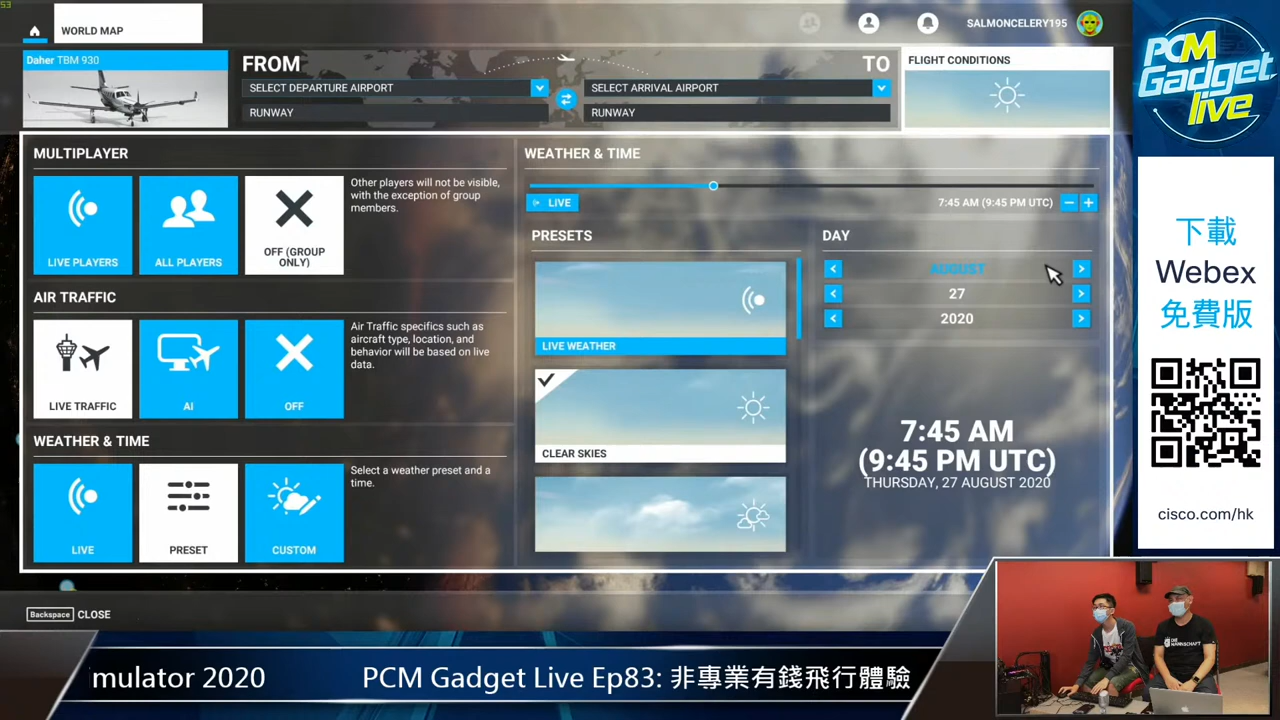 53
WORLD MAP
SALMONCELERY195
Daher TBM 930
FROM
SELECT DEPARTURE AIRPORT
RUNWAY
TO
SELECT ARRIVAL AIRPORT
RUNWAY
FLIGHT CONDITIONS
PCM
Gadget
live
MULTIPLAYER
LIVE PLAYERS
ALL PLAYERS
OFF (GROUP
ONLY)
Other players will not be visible,
with the exception of group
members.
AIR TRAFFIC
LIVE TRAFFIC
AI
OFF
Air Traffic specifics such as
aircraft type, location, and
behavior will be based on live
data.
WEATHER & TIME
LIVE
PRESET
CUSTOM
Select a weather preset and a
time.
WEATHER & TIME
LIVE
7:45 AM (9:45 PM UTC)
PRESETS
LIVE WEATHER
CLEAR SKIES
DAY
AUGUST
27
2020
7:45 AM
(9:45 PM UTC)
THURSDAY, 27 AUGUST 2020
下載
Webex
免費版
cisco.com/hk
Backspace CLOSE
DIE
MANNSCHAFT
imulator 2020
PCM Gadget Live Ep83: 非專業有錢飛行體驗